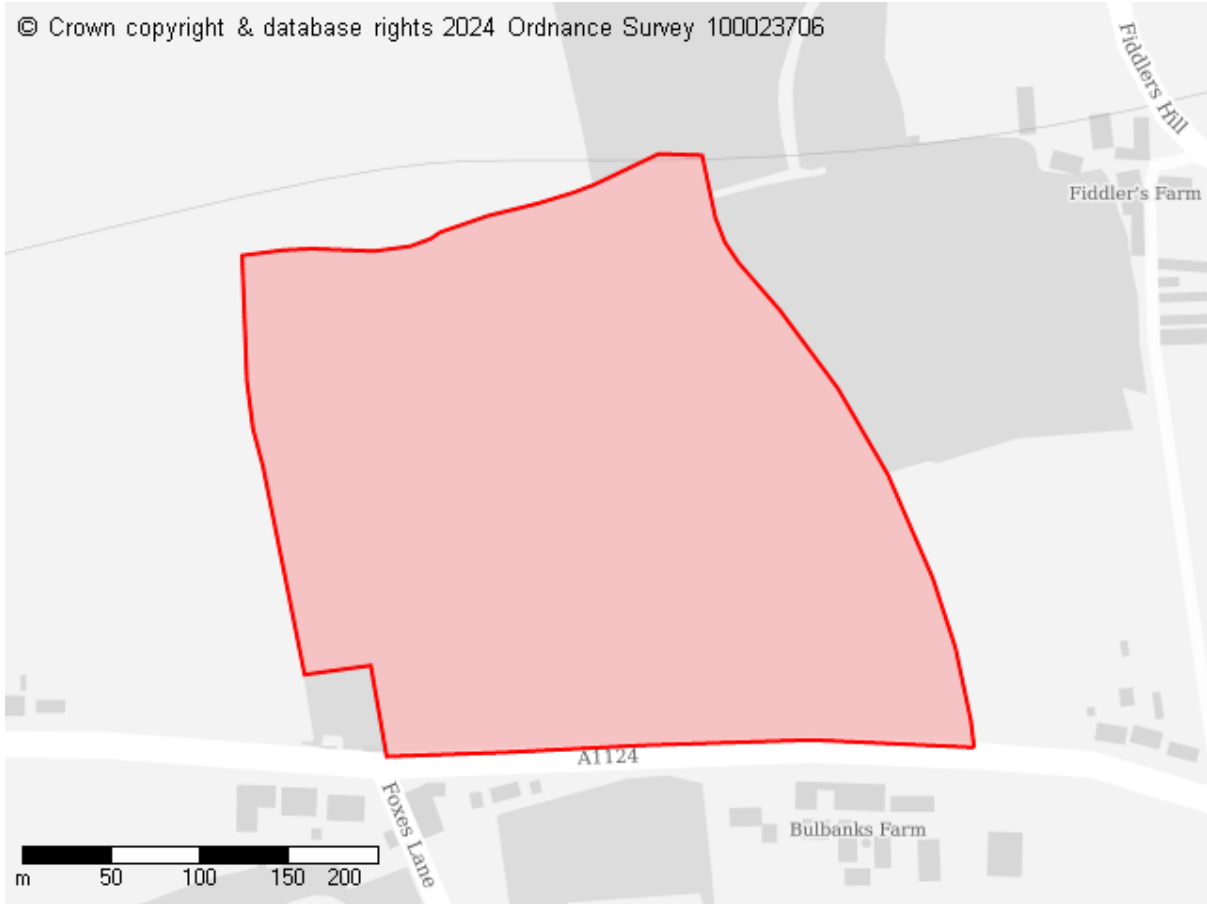 © Crown copyright & database rights 2024 Ordnance Survey 100023706
Fiddlers Hill
Fiddler's Farm
A1124
Foxes Lane
Bulbanks Farm
m 50 100 150 200